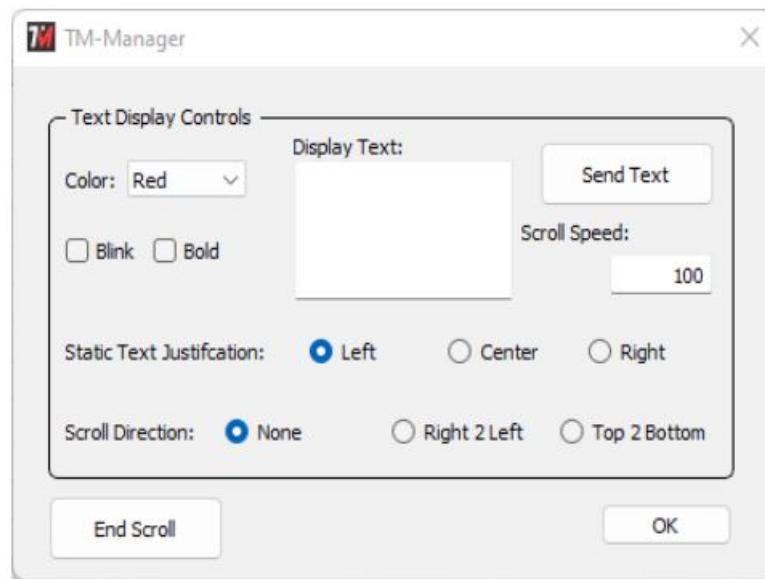 TM TM-Manager
Text Display Controls
Display Text:
Color: Red
Send Text
Blink Bold
Scroll Speed:
100
Static Text Justifcation: Left Center Right
Scroll Direction: None Right 2 Left Top 2 Bottom
End Scroll
OK